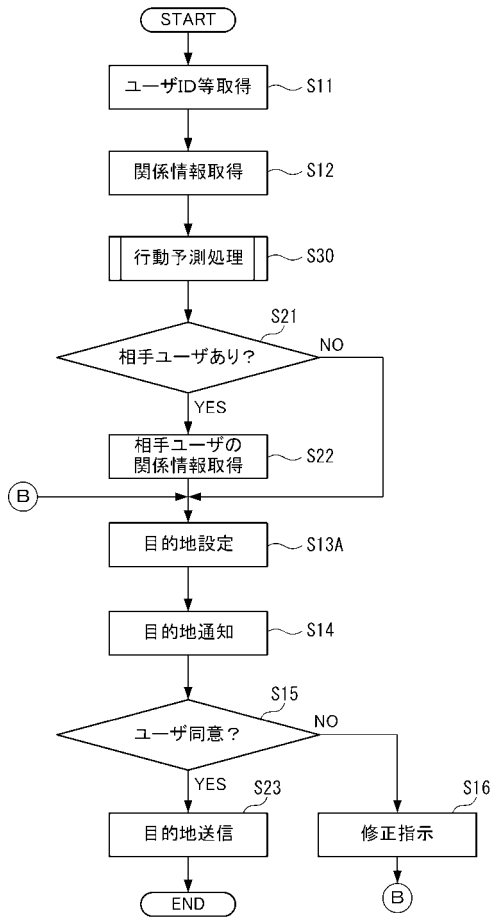 START
ユーザID等取得
S11
関係情報取得
S12
行動予測処理
S30
S21
相手ユーザあり?
NO
YES
相手ユーザの
関係情報取得
S22
B
目的地設定
S13A
目的地通知
S14
S15
ユーザ同意?
NO
YES
S23
目的地送信
S16
修正指示
END
B